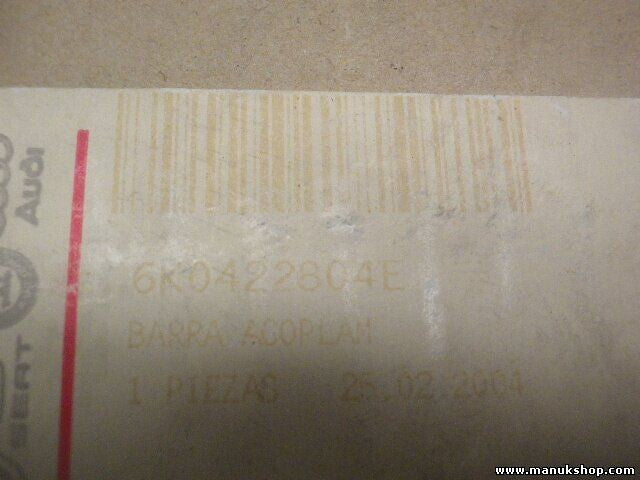 Audi
SEAT
6K0422804E
BARRA ACOPLAM
1 PIEZAS 25.02.2004
www.manukshop.com